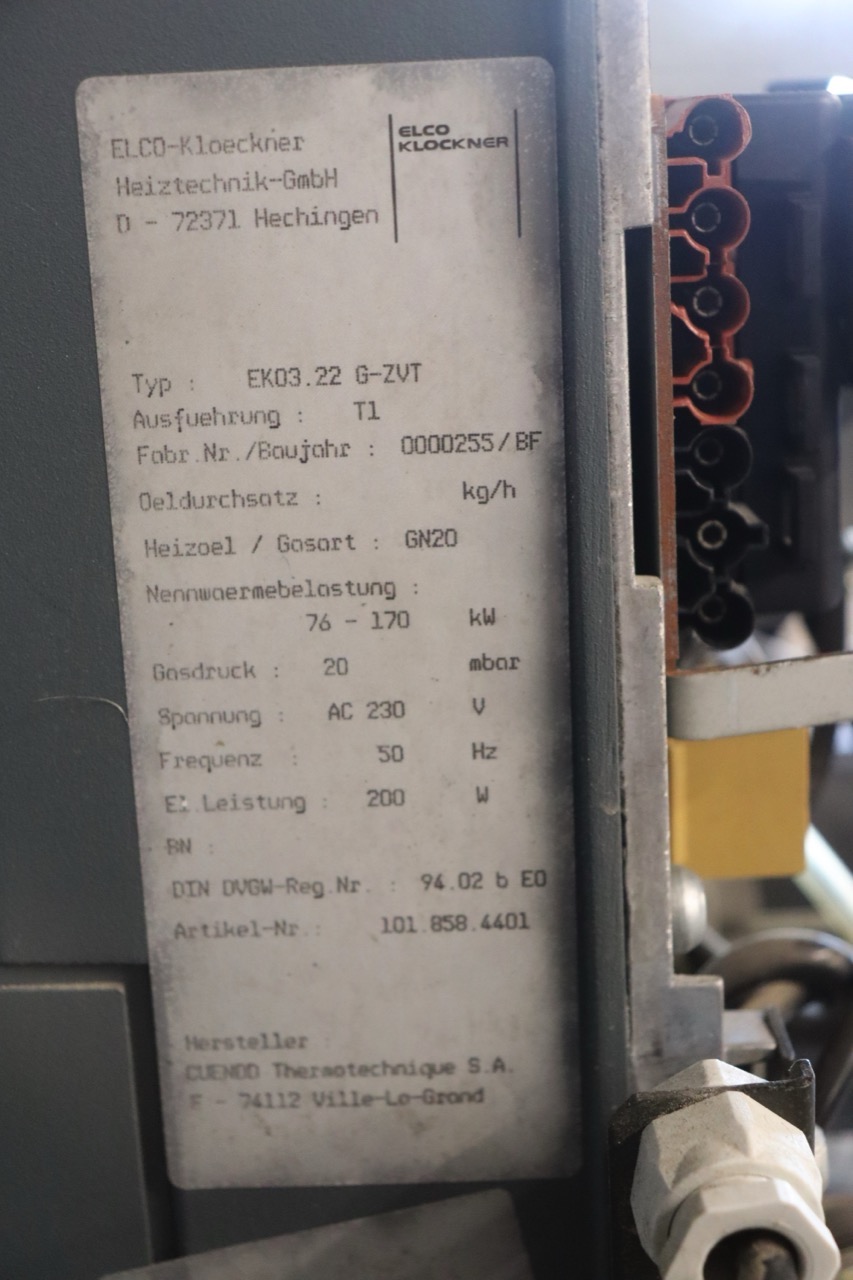 ELCO-Kloeckner
Heiztechnik-GmbH
D - 72371 Hechingen
ELCO
KLOCKNER
Typ : EK03.22 G-ZVT
Ausfuehrung : T1
Fabr.Nr./Baujahr : 0000255/BF
Oeldurchsatz : kg/h
Heizoel / Gasart : GN20
Nennwaermebelastung :
76 - 170 kW
Gasdruck : 20 mbar
Spannung : AC 230 V
Frequenz : 50 Hz
El.Leistung : 200 W
BN :
DIN DVGW-Reg.Nr. : 94.02 b E0
Artikel-Nr.: 101.858.4401
Hersteller :
CUENOD Thermotechnique S.A.
F - 74112 Ville-La-Grand